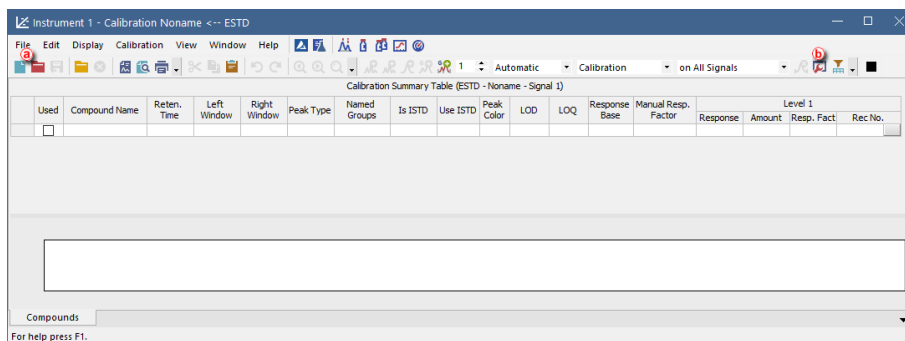 Instrument 1 - Calibration Noname <-- ESTD
File Edit Display Calibration View Window Help
a
b
1 Automatic Calibration on All Signals
Calibration Summary Table (ESTD - Noname - Signal 1)
Used Compound Name Reten. Time Left Window Right Window Peak Type Named Groups Is ISTD Use ISTD Peak Color LOD LOQ Response Base Manual Resp. Factor Level 1
Response Amount Resp. Fact Rec No.
Compounds
For help press F1.